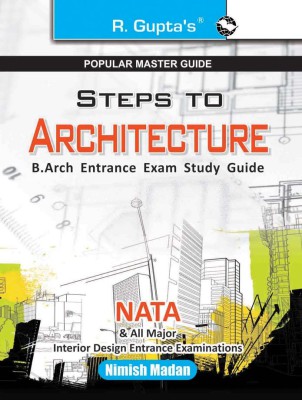 R. Gupta's®
POPULAR MASTER GUIDE
STEPS TO
ARCHITECTURE
B.Arch Entrance Exam Study Guide
NATA
& All Major
Interior Design Entrance Examinations
Nimish Madan